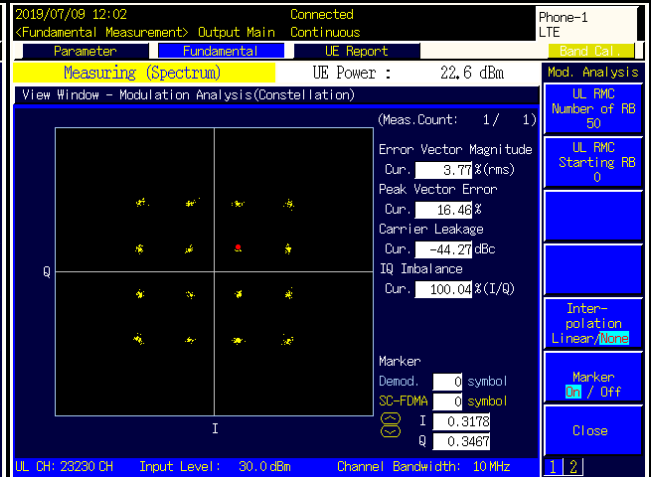 2019/07/09 12:02 Connected Phone-1
<Fundamental Measurement> Output Main Continuous LTE
Parameter Fundamental UE Report Band Cal.
Measuring (Spectrum) UE Power : 22.6 dBm Mod. Analysis
View Window - Modulation Analysis(Constellation)
UL RMC
Number of RB
50
(Meas.Count: 1/ 1)
Error Vector Magnitude
Cur. 3.77 %(rms)
Peak Vector Error
Cur. 16.46 %
Carrier Leakage
Cur. -44.27 dBc
IQ Imbalance
Cur. 100.04 %(I/Q)
UL RMC
Starting RB
0
Q
I
Inter-
polation
Linear/None
Marker
Demod. 0 symbol
SC-FDMA 0 symbol
I 0.3178
Q 0.3467
Marker
On / Off
Close
UL CH: 23230 CH Input Level: 30.0 dBm Channel Bandwidth: 10 MHz 1 2